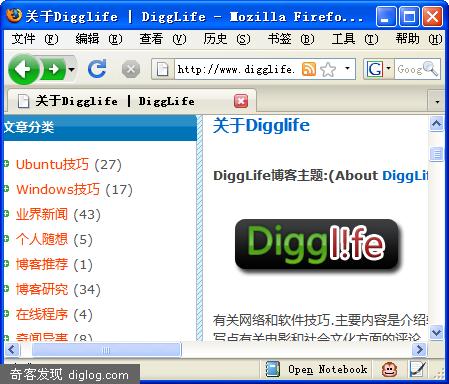 关于Digglife | DiggLife - Mozilla Firefo...
文件 (F) 编辑 (E) 查看 (V) 历史 (S) 书签 (B) 工具 (T) 帮助 (H)
http://www.digglife. G Goog
关于Digglife | DiggLife
文章分类
Ubuntu技巧 (27)
Windows技巧 (17)
业界新闻 (43)
个人随想 (5)
博客推荐 (1)
博客研究 (34)
在线程序 (4)
奇闻异事 (8)
关于Digglife
DiggLife博客主题:(About DiggLi
Diggl!fe
有关网络和软件技巧.主要内容是介绍
写点有关电影和社会文化方面的评论
Open Notebook
奇客发现 diglog.com